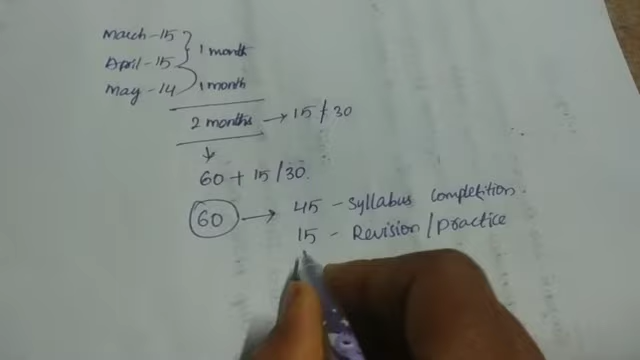 March-15
April-15 1 month
May-14 1 month
2 months → 15/30
↓
60 + 15/30.
60 → 45 - Syllabus completition.
15 - Revision/practice